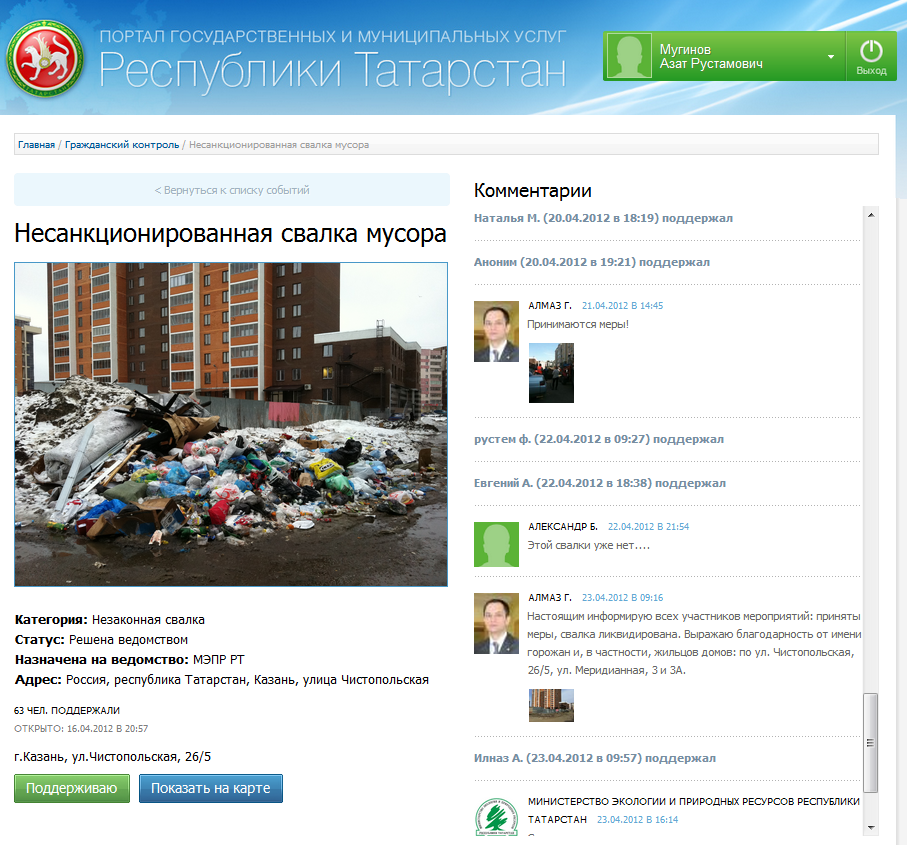 ПОРТАЛ ГОСУДАРСТВЕННЫХ И МУНИЦИПАЛЬНЫХ УСЛУГ
Республики Татарстан
Мугинов
Азат Рустамович
Выход
Главная / Гражданский контроль / Несанкционированная свалка мусора
< Вернуться к списку событий
Несанкционированная свалка мусора
Категория: Незаконная свалка
Статус: Решена ведомством
Назначена на ведомство: МЭПР РТ
Адрес: Россия, республика Татарстан, Казань, улица Чистопольская
63 ЧЕЛ. ПОДДЕРЖАЛИ
ОТКРЫТО: 16.04.2012 В 20:57
г.Казань, ул.Чистопольская, 26/5
Поддерживаю
Показать на карте
Комментарии
Наталья М. (20.04.2012 в 18:19) поддержал
Аноним (20.04.2012 в 19:21) поддержал
АЛМАЗ Г. 21.04.2012 В 14:45
Принимаются меры!
рустем ф. (22.04.2012 в 09:27) поддержал
Евгений А. (22.04.2012 в 18:38) поддержал
АЛЕКСАНДР Б. 22.04.2012 В 21:54
Этой свалки уже нет....
АЛМАЗ Г. 23.04.2012 В 09:16
Настоящим информирую всех участников мероприятий: приняты
меры, свалка ликвидирована. Выражаю благодарность от имени
горожан и, в частности, жильцов домов: по ул. Чистопольская,
26/5, ул. Меридианная, 3 и 3А.
Илназ А. (23.04.2012 в 09:57) поддержал
МИНИСТЕРСТВО ЭКОЛОГИИ И ПРИРОДНЫХ РЕСУРСОВ РЕСПУБЛИКИ
ТАТАРСТАН 23.04.2012 В 16:14